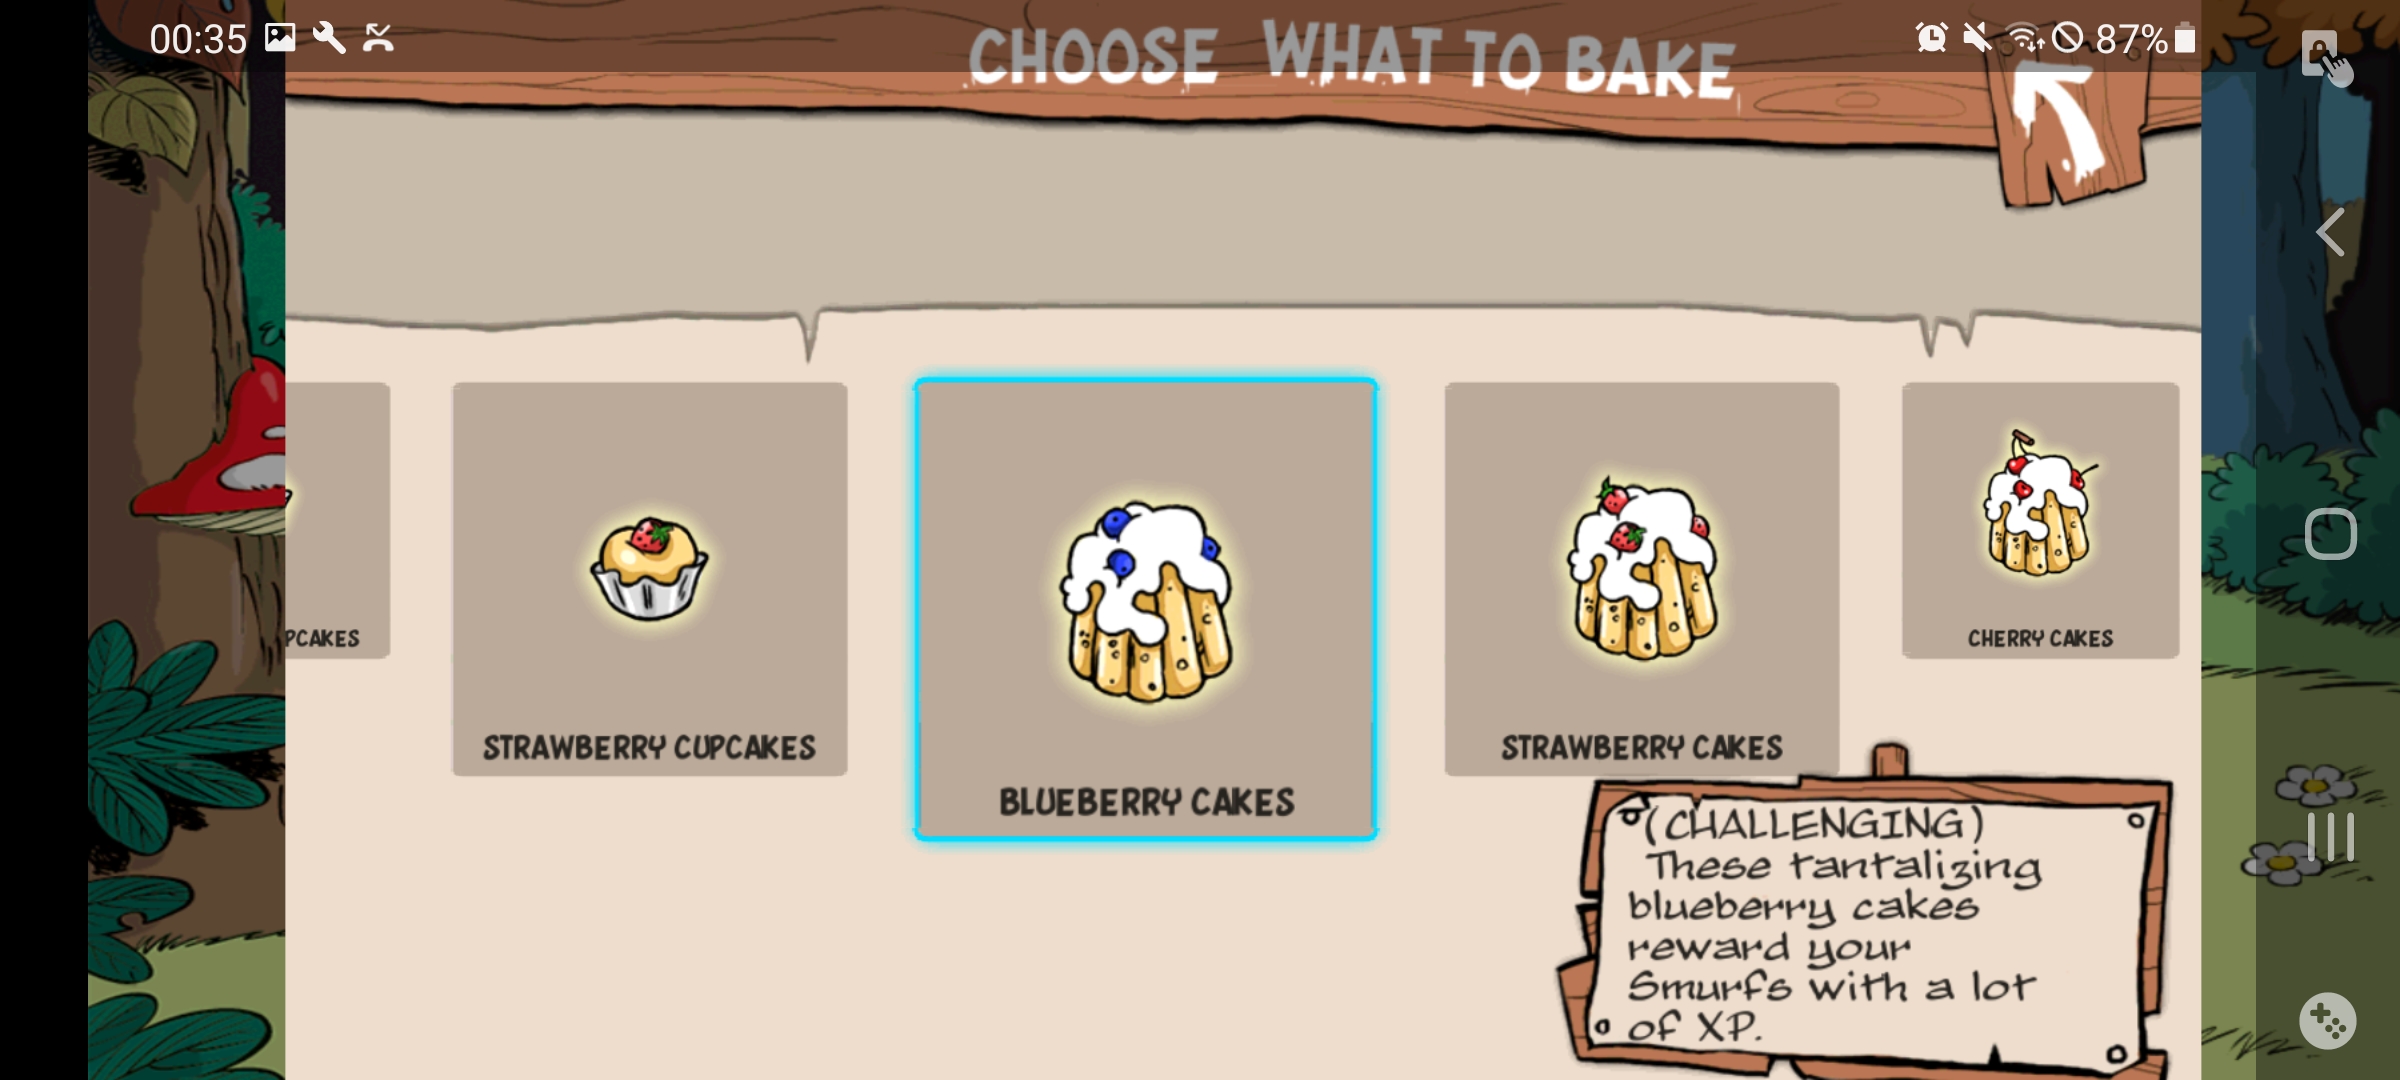 00:35
87%
CHOOSE WHAT TO BAKE
PCAKES
STRAWBERRY CUPCAKES
BLUEBERRY CAKES
STRAWBERRY CAKES
CHERRY CAKES
(CHALLENGING)
These tantalizing
blueberry cakes
reward your
Smurfs with a lot
of XP.